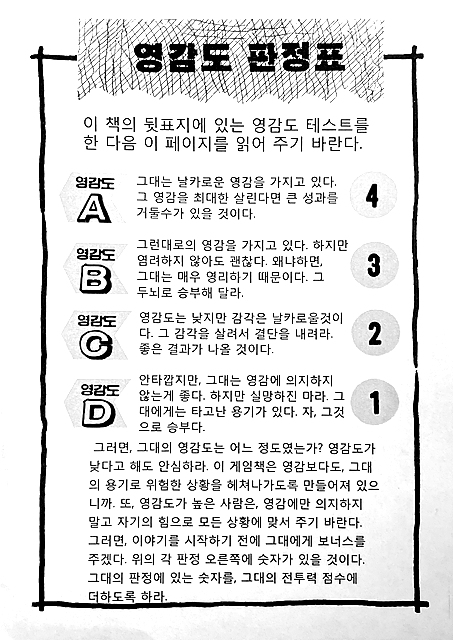 영감도 판정표
이 책의 뒷표지에 있는 영감도 테스트를
한 다음 이 페이지를 읽어 주기 바란다.
영감도
A
그대는 날카로운 영감을 가지고 있다.
그 영감을 최대한 살린다면 큰 성과를
거둘수가 있을 것이다.
4
영감도
B
그런대로의 영감을 가지고 있다. 하지만
염려하지 않아도 괜찮다. 왜냐하면,
그대는 매우 영리하기 때문이다. 그
두뇌로 승부해 달라.
3
영감도
C
영감도는 낮지만 감각은 날카로울것이
다. 그 감각을 살려서 결단을 내려라.
좋은 결과가 나올 것이다.
2
영감도
D
안타깝지만, 그대는 영감에 의지하지
않는게 좋다. 하지만 실망하진 마라. 그
대에게는 타고난 용기가 있다. 자, 그것
으로 승부다.
1
그러면, 그대의 영감도는 어느 정도였는가? 영감도가
낮다고 해도 안심하라. 이 게임책은 영감보다도, 그대
의 용기로 위험한 상황을 헤쳐나가도록 만들어져 있으
니까. 또, 영감도가 높은 사람은, 영감에만 의지하지
말고 자기의 힘으로 모든 상황에 맞서 주기 바란다.
그러면, 이야기를 시작하기 전에 그대에게 보너스를
주겠다. 위의 각 판정 오른쪽에 숫자가 있을 것이다.
그대의 판정에 있는 숫자를, 그대의 전투력 점수에
더하도록 하라.